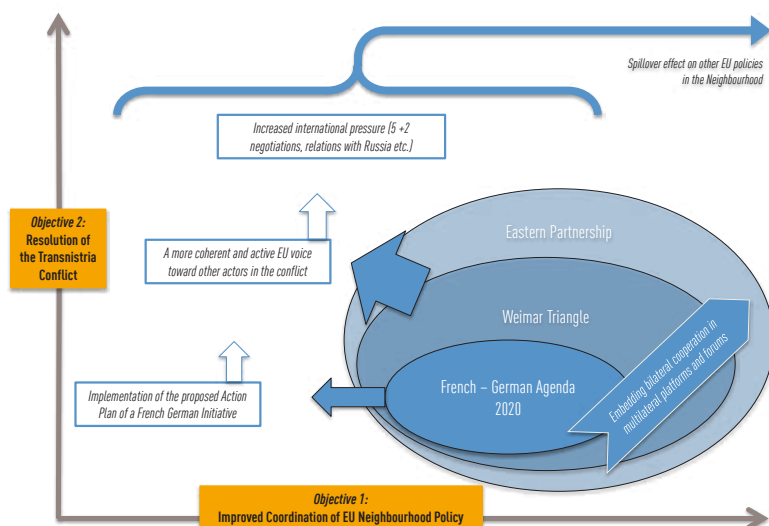 Spillover effect on other EU policies
in the Neighbourhood
Increased international pressure (5 +2
negotiations, relations with Russia etc.)
Objective 2:
Resolution of
the Transnistria
Conflict
A more coherent and active EU voice
toward other actors in the conflict
Eastern Partnership
Weimar Triangle
Implementation of the proposed Action
Plan of a French German Initiative
French – German Agenda
2020
Embedding bilateral cooperation in
multilateral platforms and forums
Objective 1:
Improved Coordination of EU Neighbourhood Policy